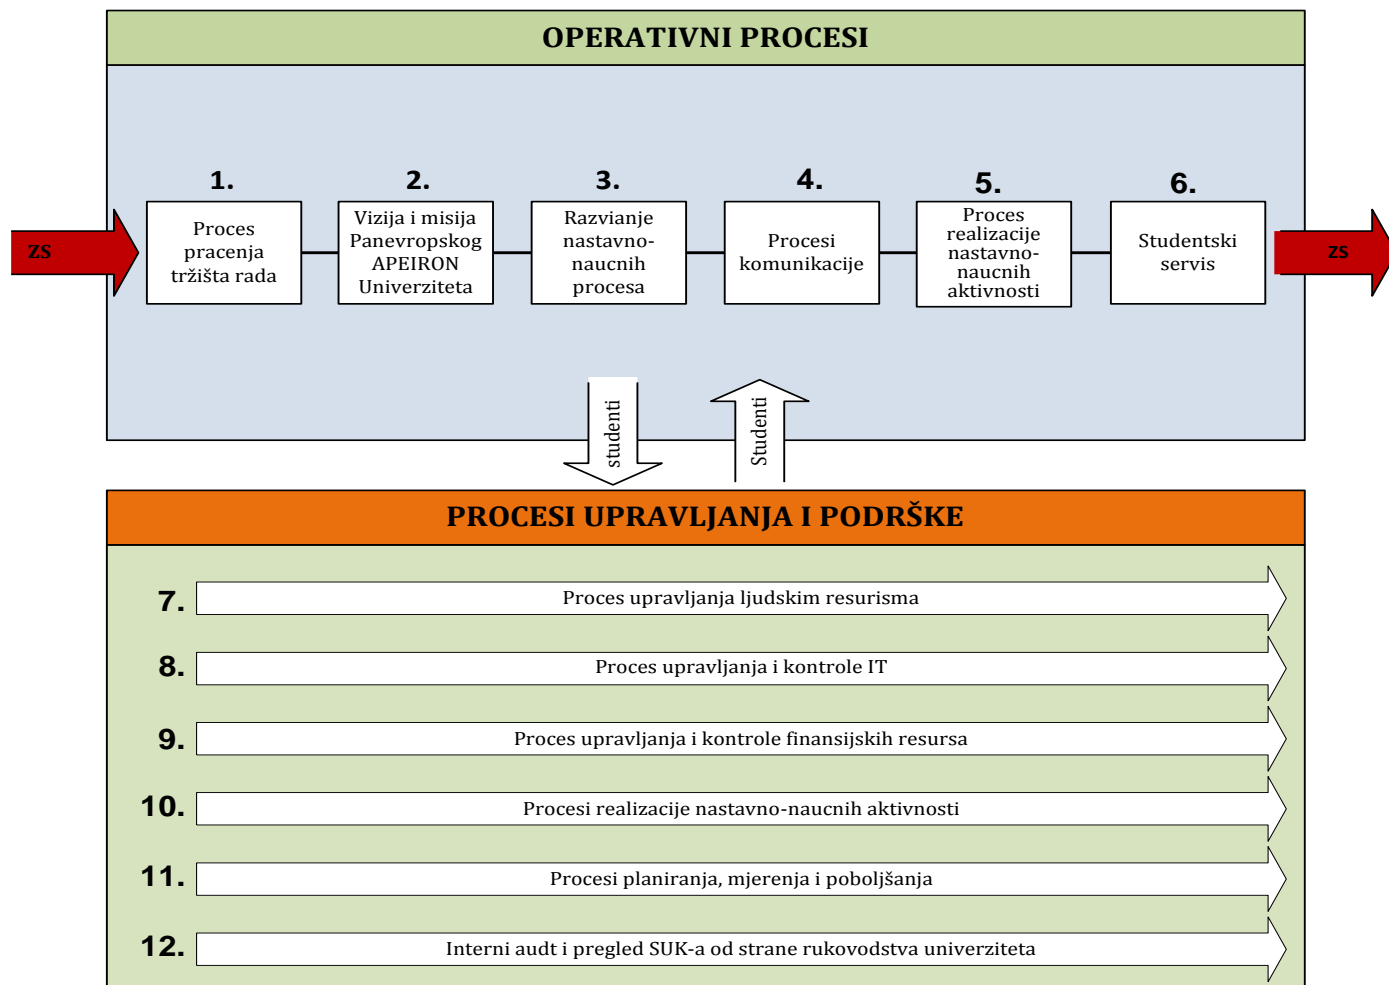 OPERATIVNI PROCESI
1.
2.
3.
4.
5.
6.
ZS
Proces
pracenja
tržišta rada
Vizija i misija
Panevropskog
APEIRON
Univerziteta
Razvianje
nastavno-
naucnih
procesa
Procesi
komunikacije
Proces
realizacije
nastavno-
naucnih
aktivnosti
Studentski
servis
ZS
studenti
Studenti
PROCESI UPRAVLJANJA I PODRŠKE
7. Proces upravljanja ljudskim resurisma
8. Proces upravljanja i kontrole IT
9. Proces upravljanja i kontrole finansijskih resursa
10. Procesi realizacije nastavno-naucnih aktivnosti
11. Procesi planiranja, mjerenja i poboljšanja
12. Interni audt i pregled SUK-a od strane rukovodstva univerziteta